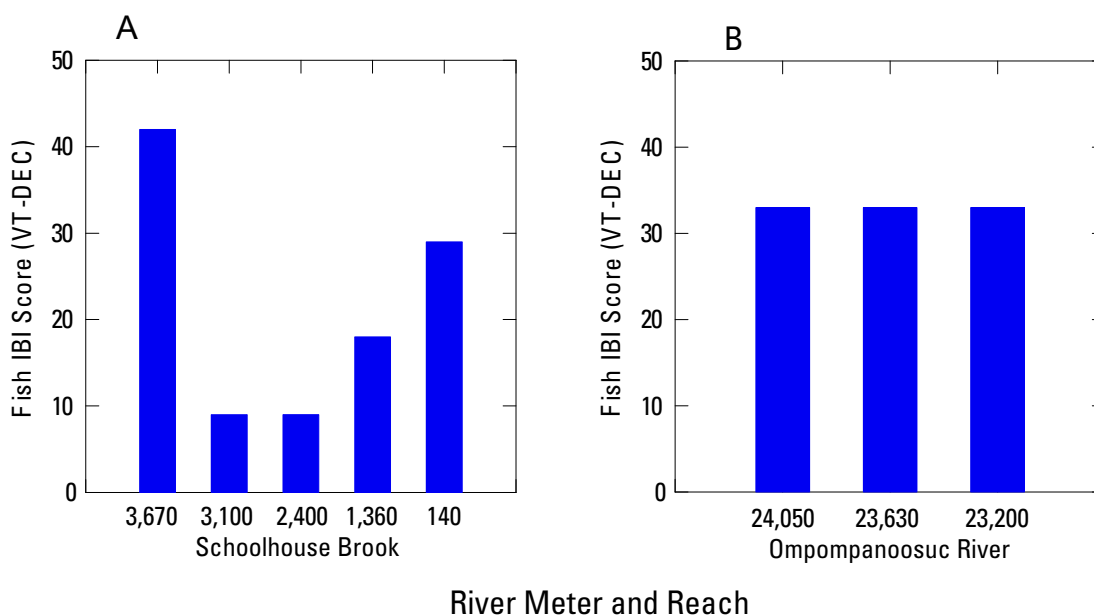 A
Fish IBI Score (VT-DEC)
50
40
30
20
10
0
3,670 3,100 2,400 1,360 140
Schoolhouse Brook
B
Fish IBI Score (VT-DEC)
50
40
30
20
10
0
24,050 23,630 23,200
Ompompanoosuc River
River Meter and Reach